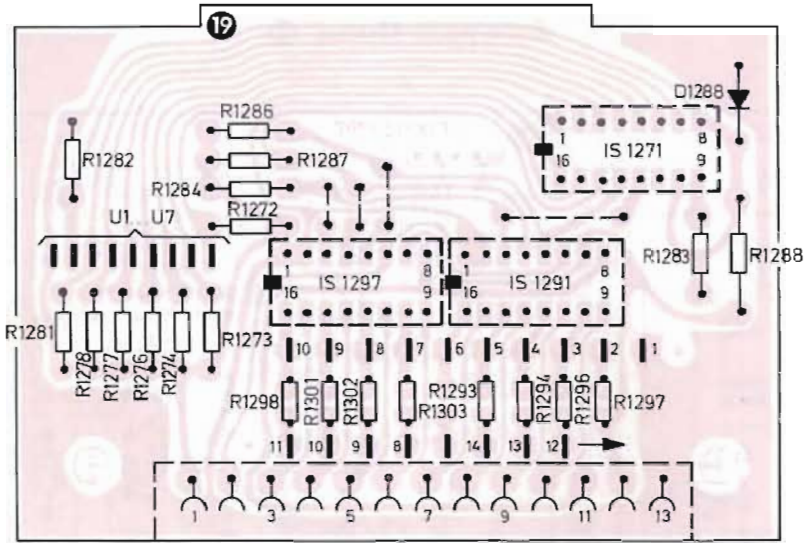 19
D1288
R1286
1 8
R1282
R1287
16 IS 1271 9
R1284
U1...U7
R1272
R1283
R1288
1 8
1 8
IS 1297
IS 1291
16 9
16 9
R1281
R1278
R1277
R1276
R1274
R1273
10 9 8 7 6 5 4 3 2 1
R1298
R1301
R1302
R1293
R1303
R1294
R1296
R1297
11 10 9 8 14 13 12
1 3 5 7 9 11 13